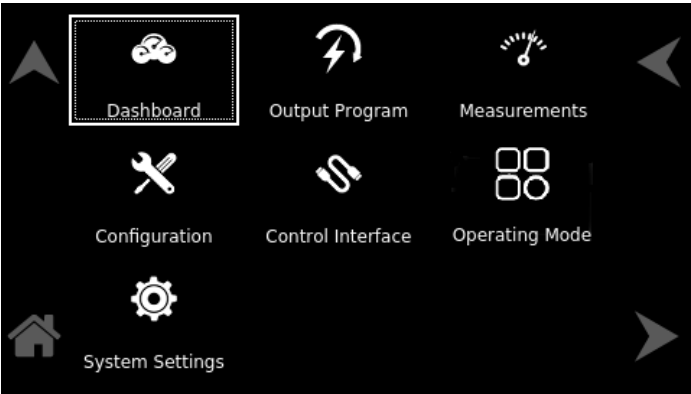 Dashboard
Output Program
Measurements
Configuration
Control Interface
Operating Mode
System Settings